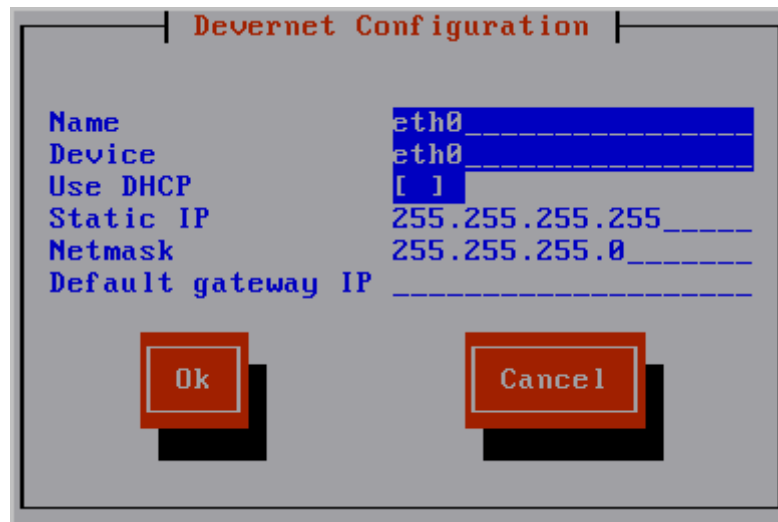 Devernet Configuration
Name eth0
Device eth0
Use DHCP [ ]
Static IP 255.255.255.255
Netmask 255.255.255.0
Default gateway IP
Ok Cancel